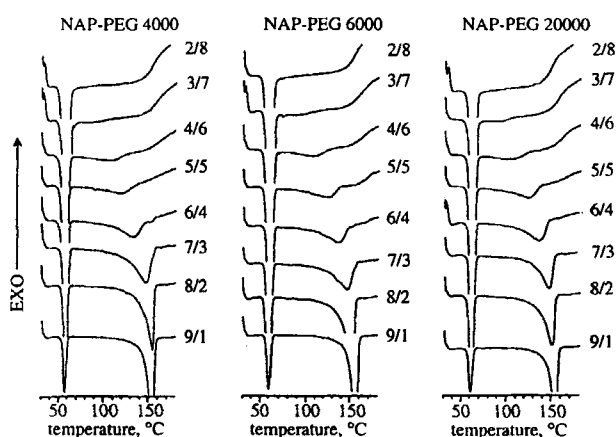 NAP-PEG 4000
NAP-PEG 6000
NAP-PEG 20000
2/8
3/7
4/6
5/5
6/4
7/3
8/2
9/1
2/8
3/7
4/6
5/5
6/4
7/3
8/2
9/1
2/8
3/7
4/6
5/5
6/4
7/3
8/2
9/1
EXO
50 100 150
50 100 150
50 100 150
temperature, °C
temperature, °C
temperature, °C